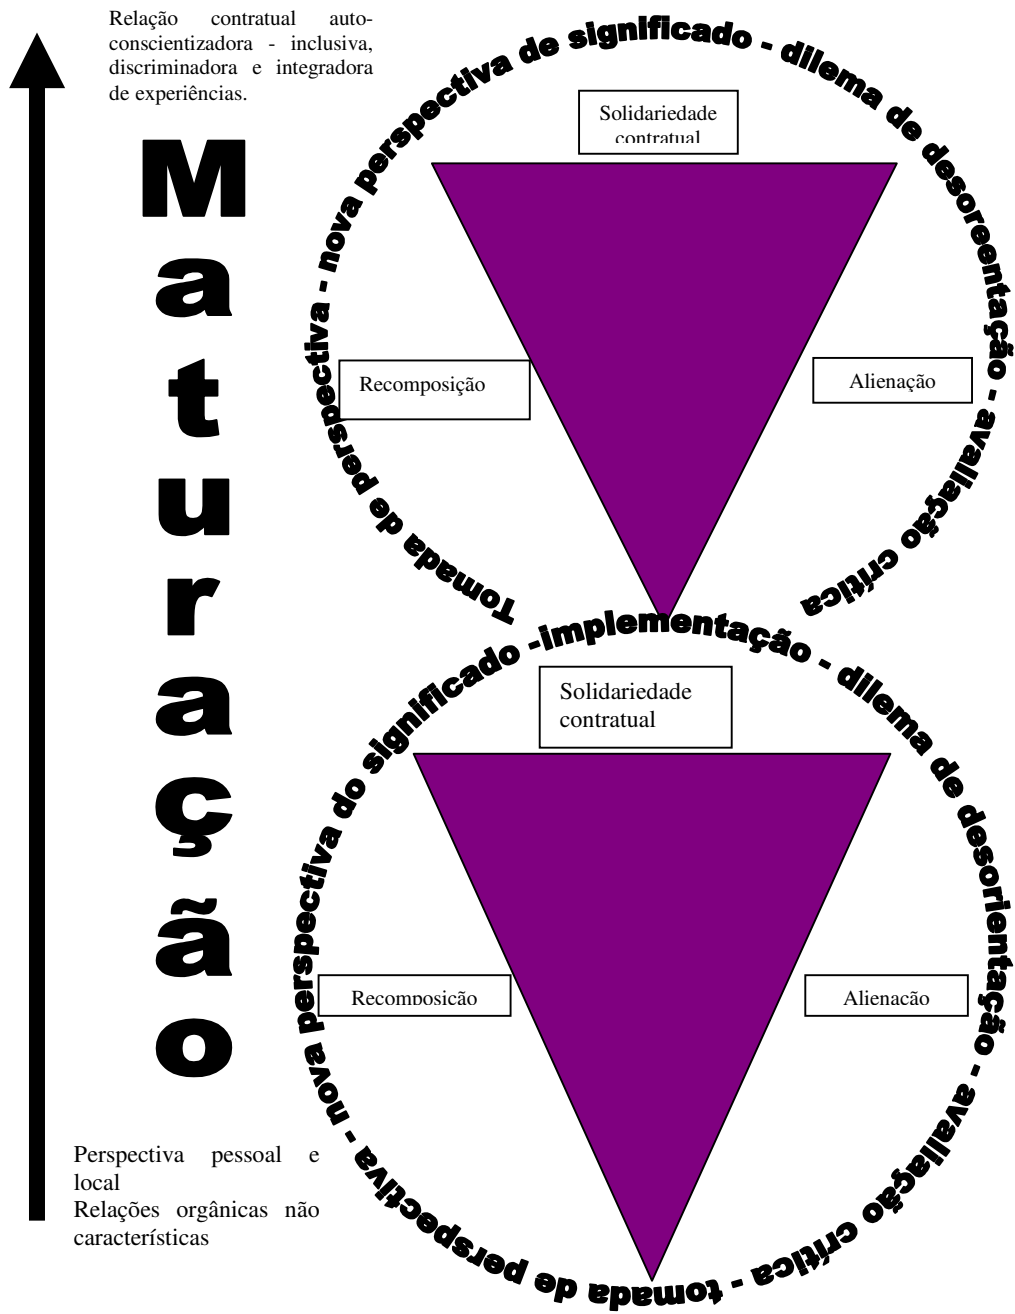 Relação contratual auto-
conscientizadora - inclusiva,
discriminadora e integradora
de experiências.
Maturação
Perspectiva pessoal e
local
Relações orgânicas não
características
Tomada de perspectiva - nova perspectiva de significado - dilema de desoreentação - avaliação crítica
Solidariedade
contratual
Recomposição
Alienação
implementação - dilema de desorientação - avaliação crítica - tomada de perspectiva - nova perspectiva do significado -
Solidariedade
contratual
Recomposição
Alienação